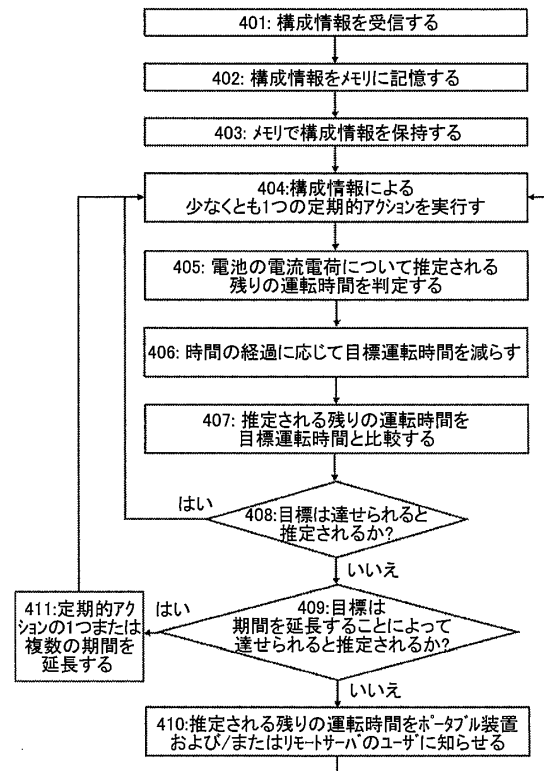 401: 構成情報を受信する
402: 構成情報をメモリに記憶する
403: メモリで構成情報を保持する
404:構成情報による
少なくとも1つの定期的アクションを実行す
405: 電池の電流電荷について推定される
残りの運転時間を判定する
406: 時間の経過に応じて目標運転時間を減らす
407: 推定される残りの運転時間を
目標運転時間と比較する
はい
408:目標は達せられると
推定されるか?
いいえ
411:定期的アク
ションの1つまたは
複数の期間を
延長する
はい
409:目標は
期間を延長することによって
達せられると推定されるか?
いいえ
410:推定される残りの運転時間をポータブル装置
および/またはリモートサーバのユーザに知らせる